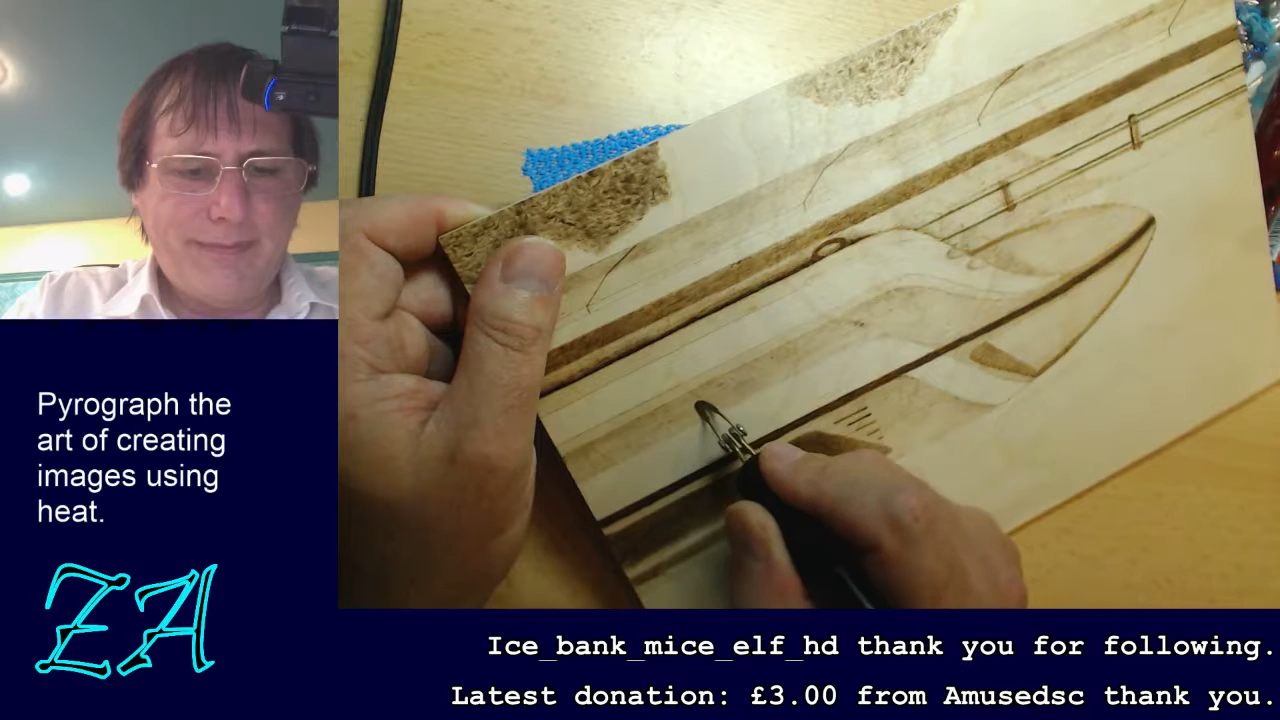 Pyrograph the
art of creating
images using
heat.
ZA
Ice_bank_mice_elf_hd thank you for following.
Latest donation: £3.00 from Amusedsc thank you.